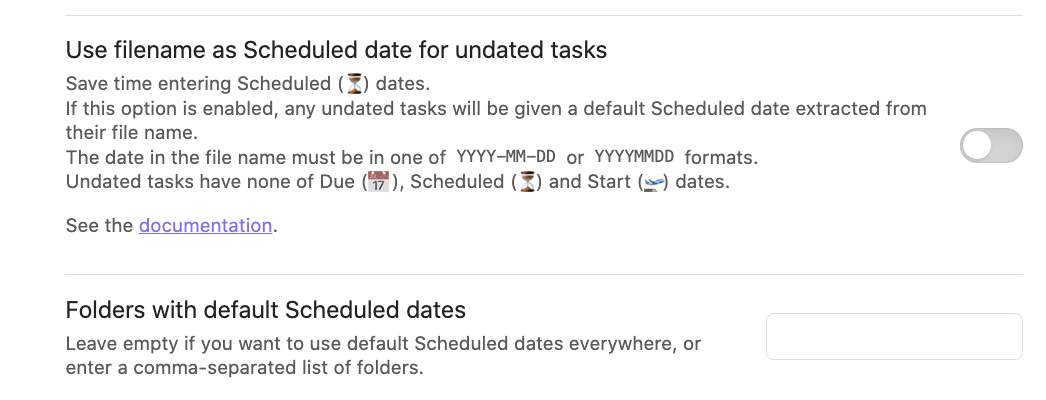 Use filename as Scheduled date for undated tasks
Save time entering Scheduled (⏳) dates.
If this option is enabled, any undated tasks will be given a default Scheduled date extracted from
their file name.
The date in the file name must be in one of YYYY-MM-DD or YYYYMMDD formats.
Undated tasks have none of Due (📅), Scheduled (⏳) and Start (🛫) dates.
See the documentation.
Folders with default Scheduled dates
Leave empty if you want to use default Scheduled dates everywhere, or
enter a comma-separated list of folders.